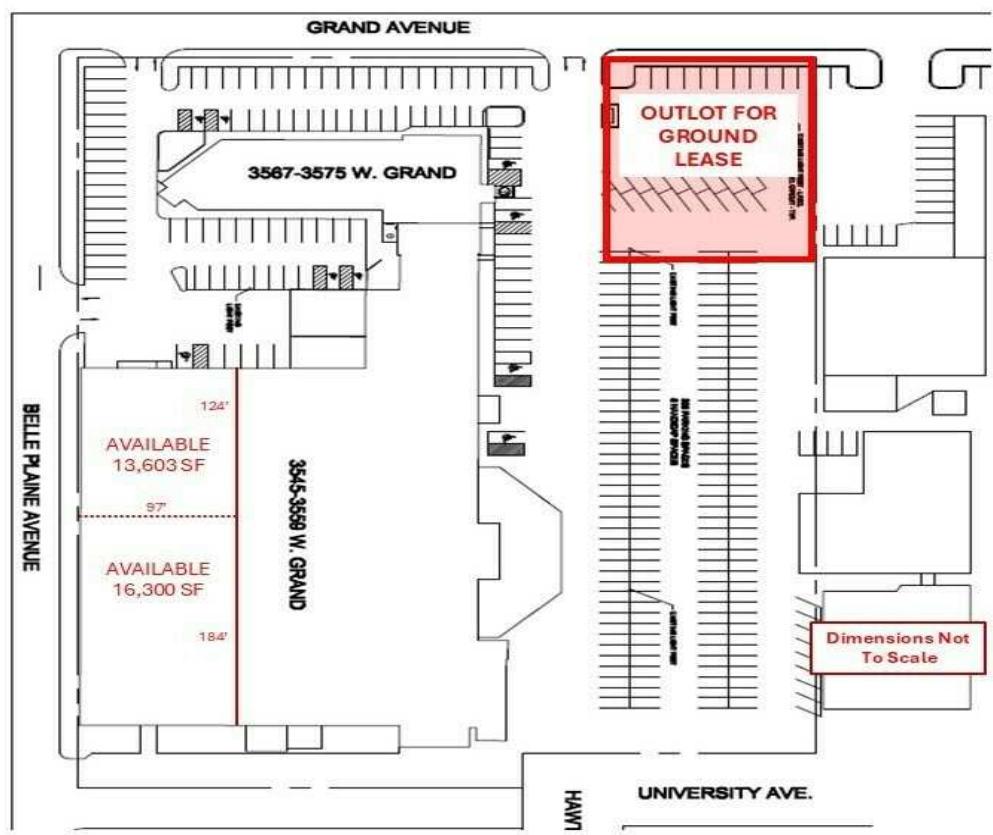 GRAND AVENUE
OUTLOT FOR
GROUND
LEASE
3567-3575 W. GRAND
BELLE PLAINE AVENUE
124'
AVAILABLE
13,603 SF
97'
AVAILABLE
16,300 SF
184'
3545-3559 W. GRAND
Dimensions Not
To Scale
UNIVERSITY AVE.
HAWT